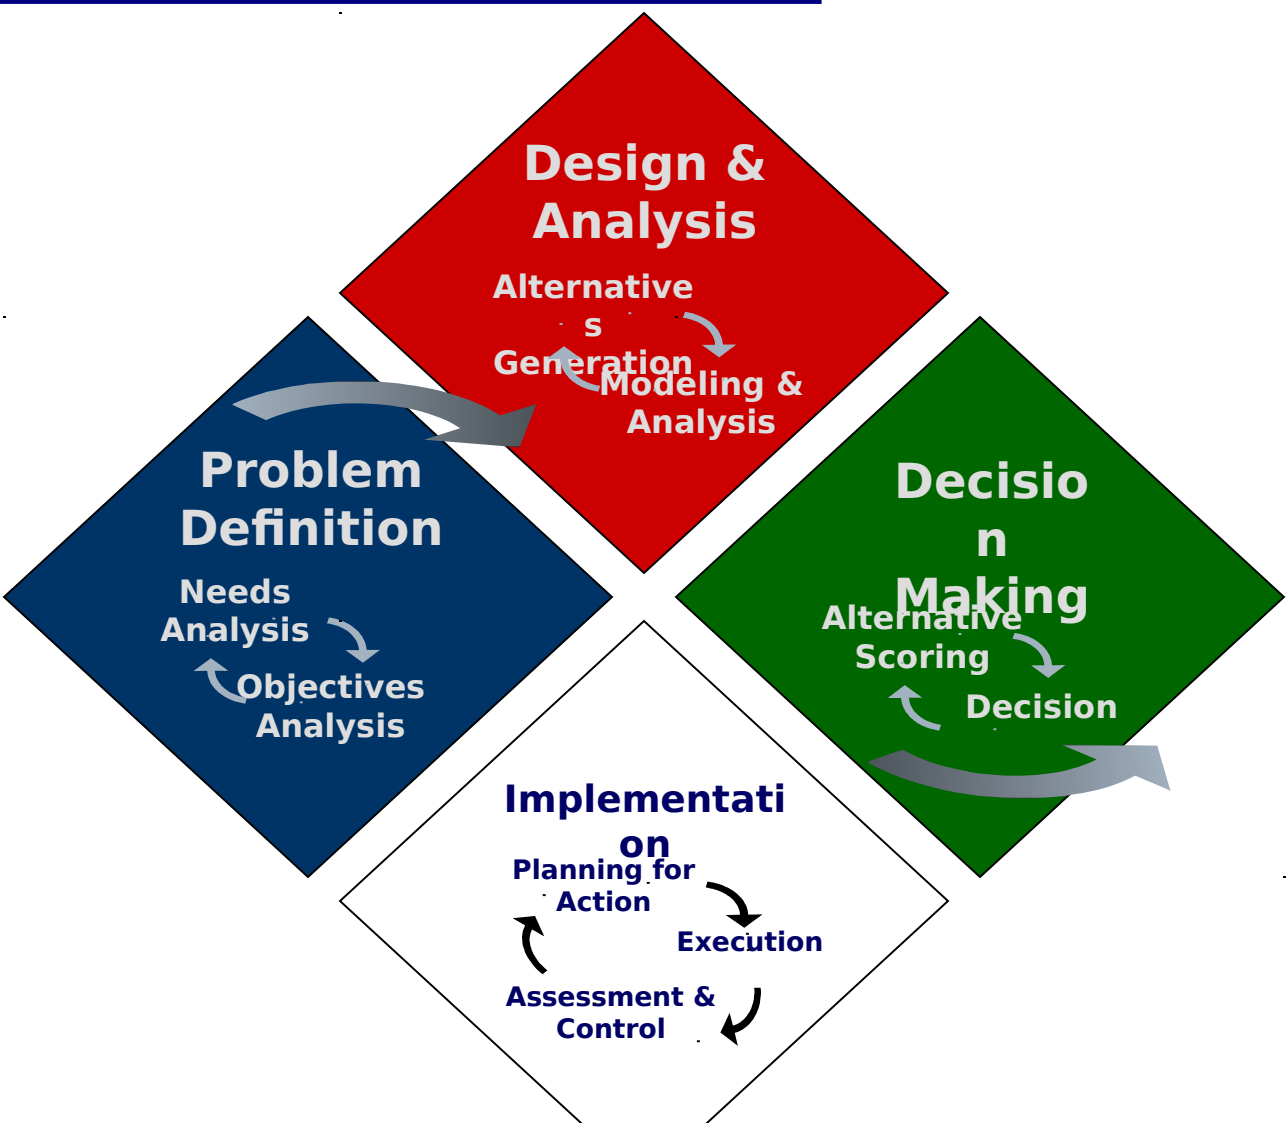 Design &
Analysis
Alternative
s
Generation
Modeling &
Analysis
Problem
Definition
Needs
Analysis
Objectives
Analysis
Decisio
n
Making
Alternative
Scoring
Decision
Implementati
on
Planning for
Action
Execution
Assessment &
Control